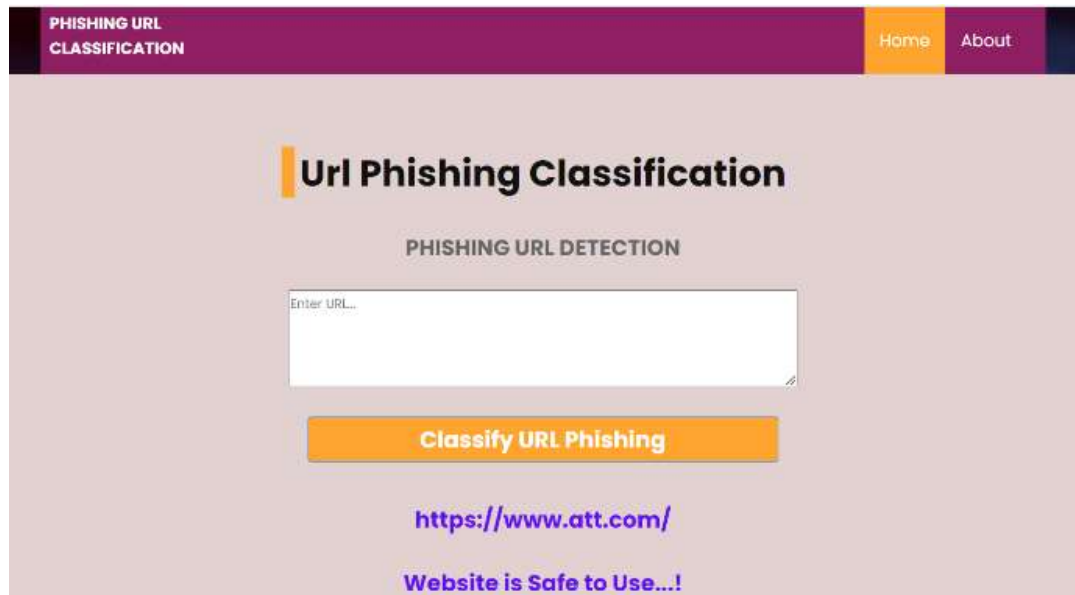 PHISHING URL
CLASSIFICATION
Home
About
Url Phishing Classification
PHISHING URL DETECTION
Enter URL...
Classify URL Phishing
https://www.att.com/
Website is Safe to Use...!